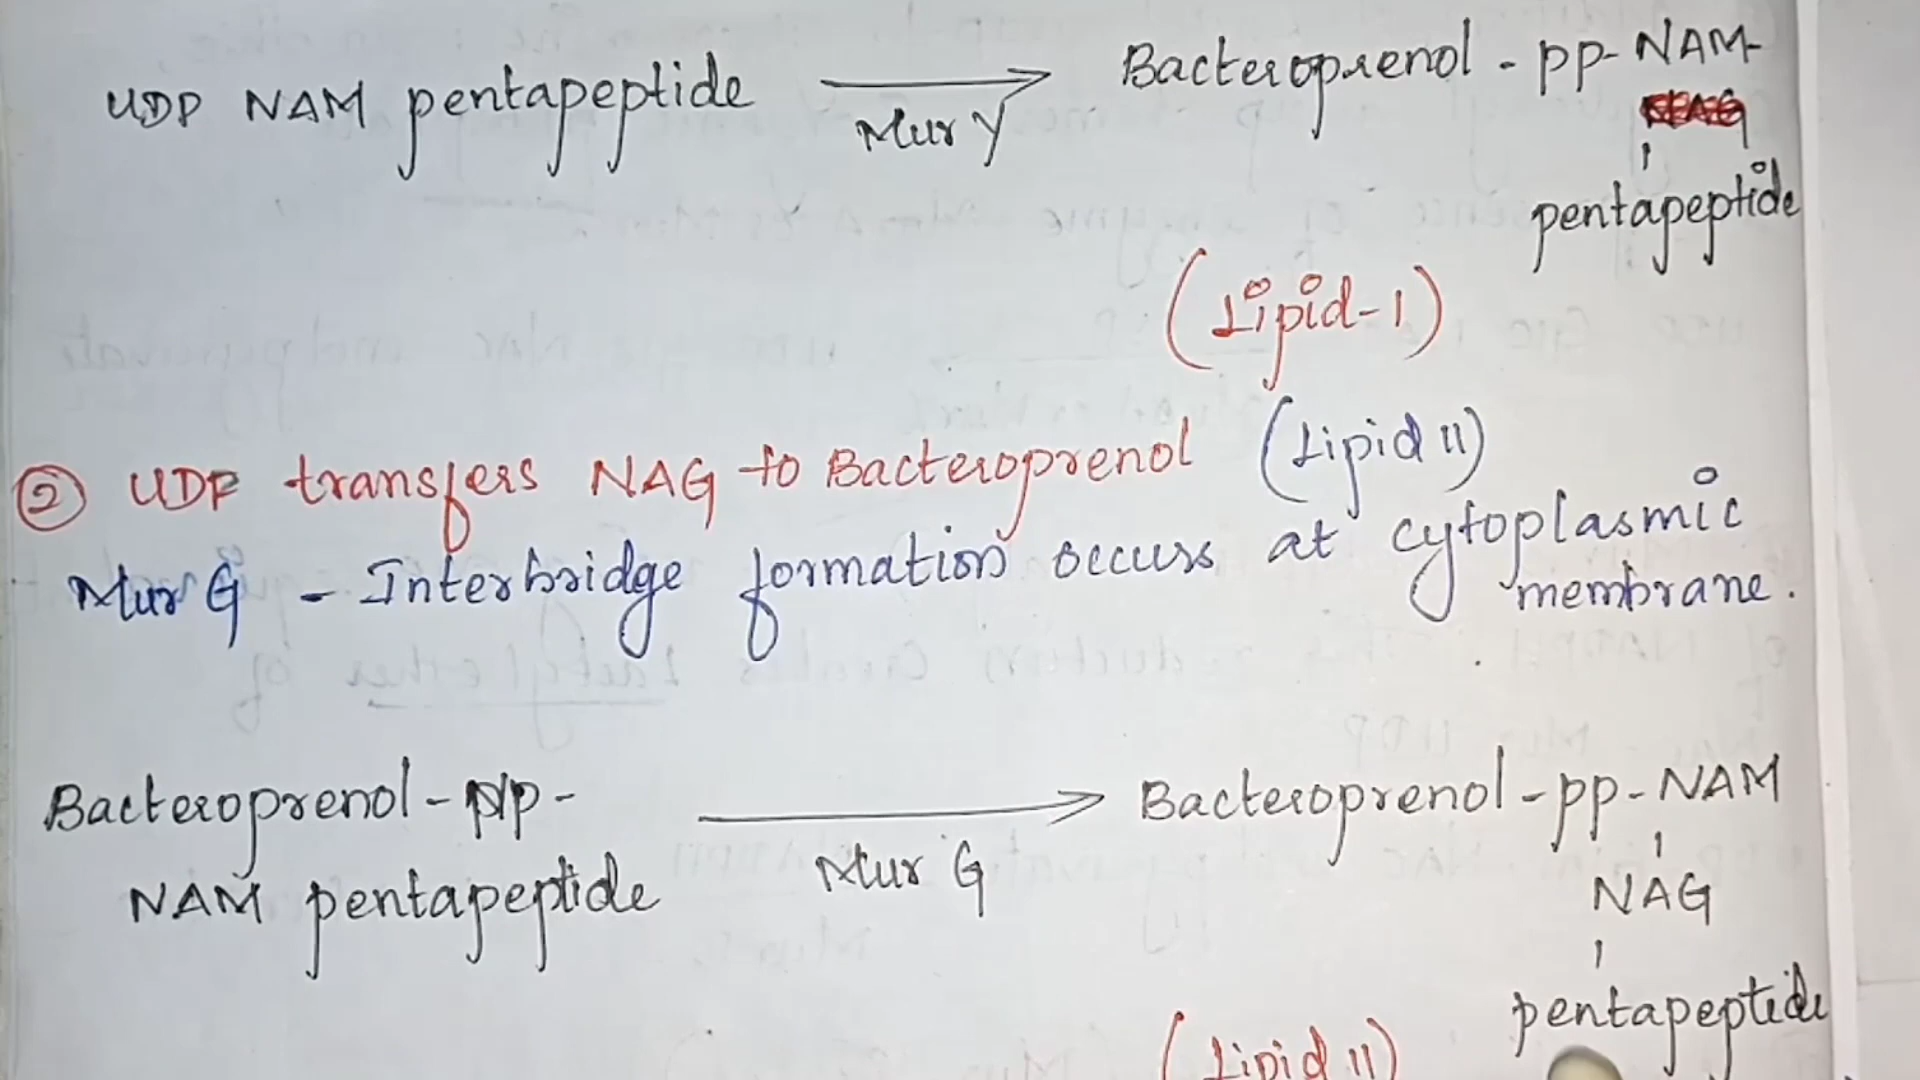 UDP NAM pentapeptide Bacteroprenol - pp- NAM-
Mur Y
NAG
pentapeptide
(Lipid-I)
② UDP transfers NAG to Bacteroprenol (Lipid II)
Mur G - Interbridge formation occurs at cytoplasmic
membrane.
Bacteroprenol - pp - Bacteroprenol - pp - NAM
NAM pentapeptide Mur G NAG
pentapeptide
(Lipid II)